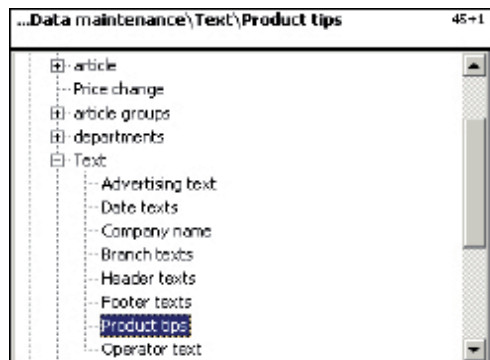 ...Data maintenance\Text\Product tips 45+1
article
Price change
article groups
departments
Text
Advertising text
Date texts
Company name
Branch texts
Header texts
Footer texts
Product tips
Operator text